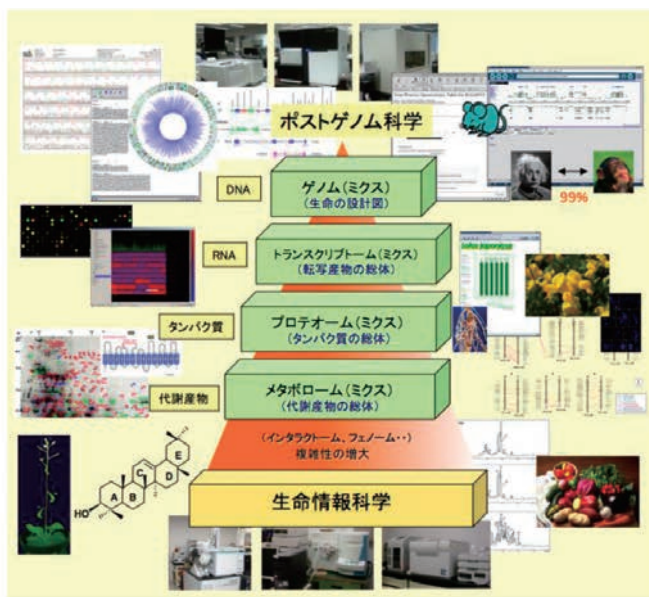 ポストゲノム科学
DNA
ゲノム(ミクス)
(生命の設計図)
99%
RNA
トランスクリプトーム(ミクス)
(転写産物の総体)
タンパク質
プロテオーム(ミクス)
(タンパク質の総体)
代謝産物
メタボローム(ミクス)
(代謝産物の総体)
(インタラクトーム、フェノーム・・)
複雑性の増大
E
C
D
A
B
HO
生命情報科学